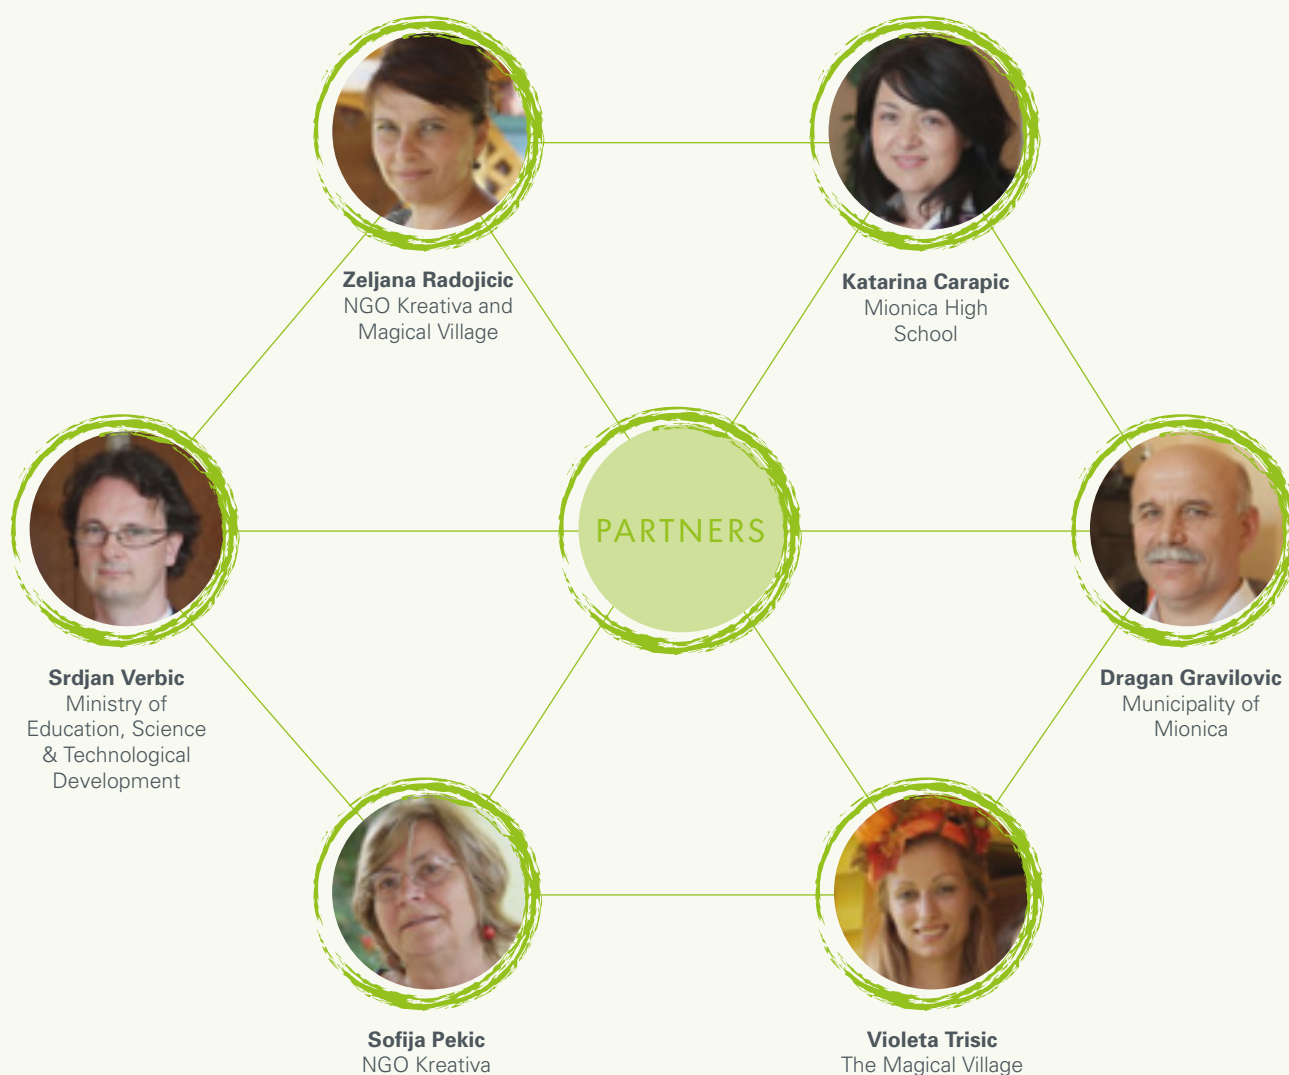 Zeljana Radojicic
NGO Kreativa and
Magical Village
Katarina Carapic
Mionica High
School
PARTNERS
Srdjan Verbic
Ministry of
Education, Science
& Technological
Development
Dragan Gravilovic
Municipality of
Mionica
Sofija Pekic
NGO Kreativa
Violeta Trisic
The Magical Village